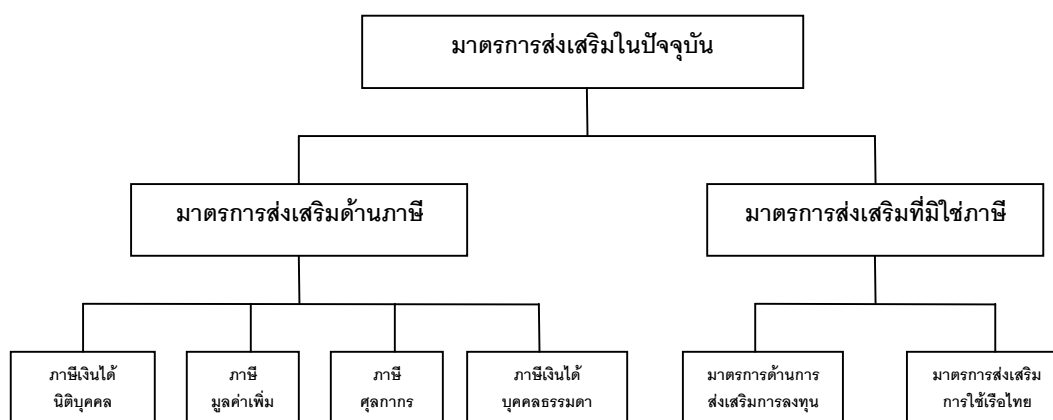 มาตรการส่งเสริมในปัจจุบัน
มาตรการส่งเสริมด้านภาษี
มาตรการส่งเสริมที่มิใช่ภาษี
ภาษีเงินได้
นิติบุคคล
ภาษี
มูลค่าเพิ่ม
ภาษี
ศุลกากร
ภาษีเงินได้
บุคคลธรรมดา
มาตรการด้านการ
ส่งเสริมการลงทุน
มาตรการส่งเสริม
การใช้เรือไทย